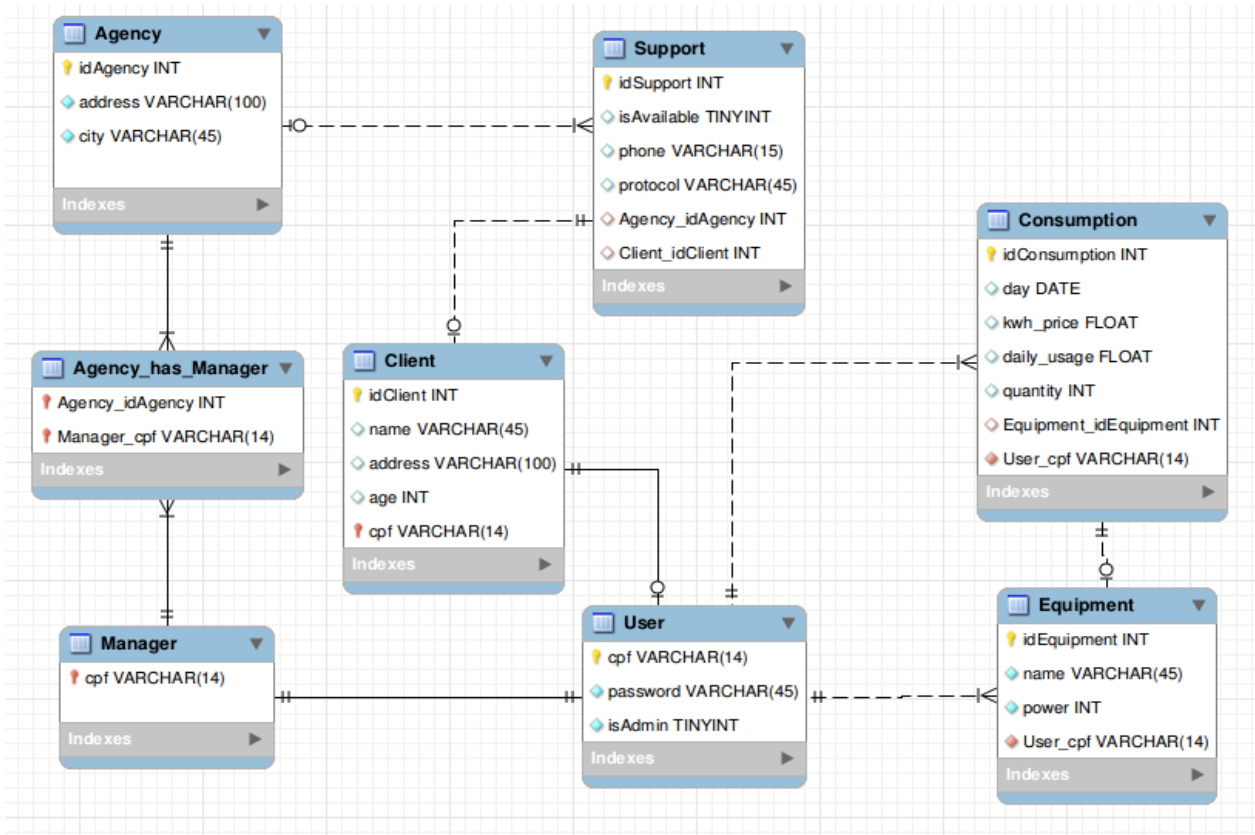 Agency
idAgency INT
address VARCHAR(100)
city VARCHAR(45)
Indexes
Support
idSupport INT
isAvailable TINYINT
phone VARCHAR(15)
protocol VARCHAR(45)
Agency_idAgency INT
Client_idClient INT
Indexes
Consumption
idConsumption INT
day DATE
kwh_price FLOAT
daily_usage FLOAT
quantity INT
Equipment_idEquipment INT
User_cpf VARCHAR(14)
Indexes
Agency_has_Manager
Agency_idAgency INT
Manager_cpf VARCHAR(14)
Indexes
Client
idClient INT
name VARCHAR(45)
address VARCHAR(100)
age INT
cpf VARCHAR(14)
Indexes
Manager
cpf VARCHAR(14)
Indexes
User
cpf VARCHAR(14)
password VARCHAR(45)
isAdmin TINYINT
Indexes
Equipment
idEquipment INT
name VARCHAR(45)
power INT
User_cpf VARCHAR(14)
Indexes